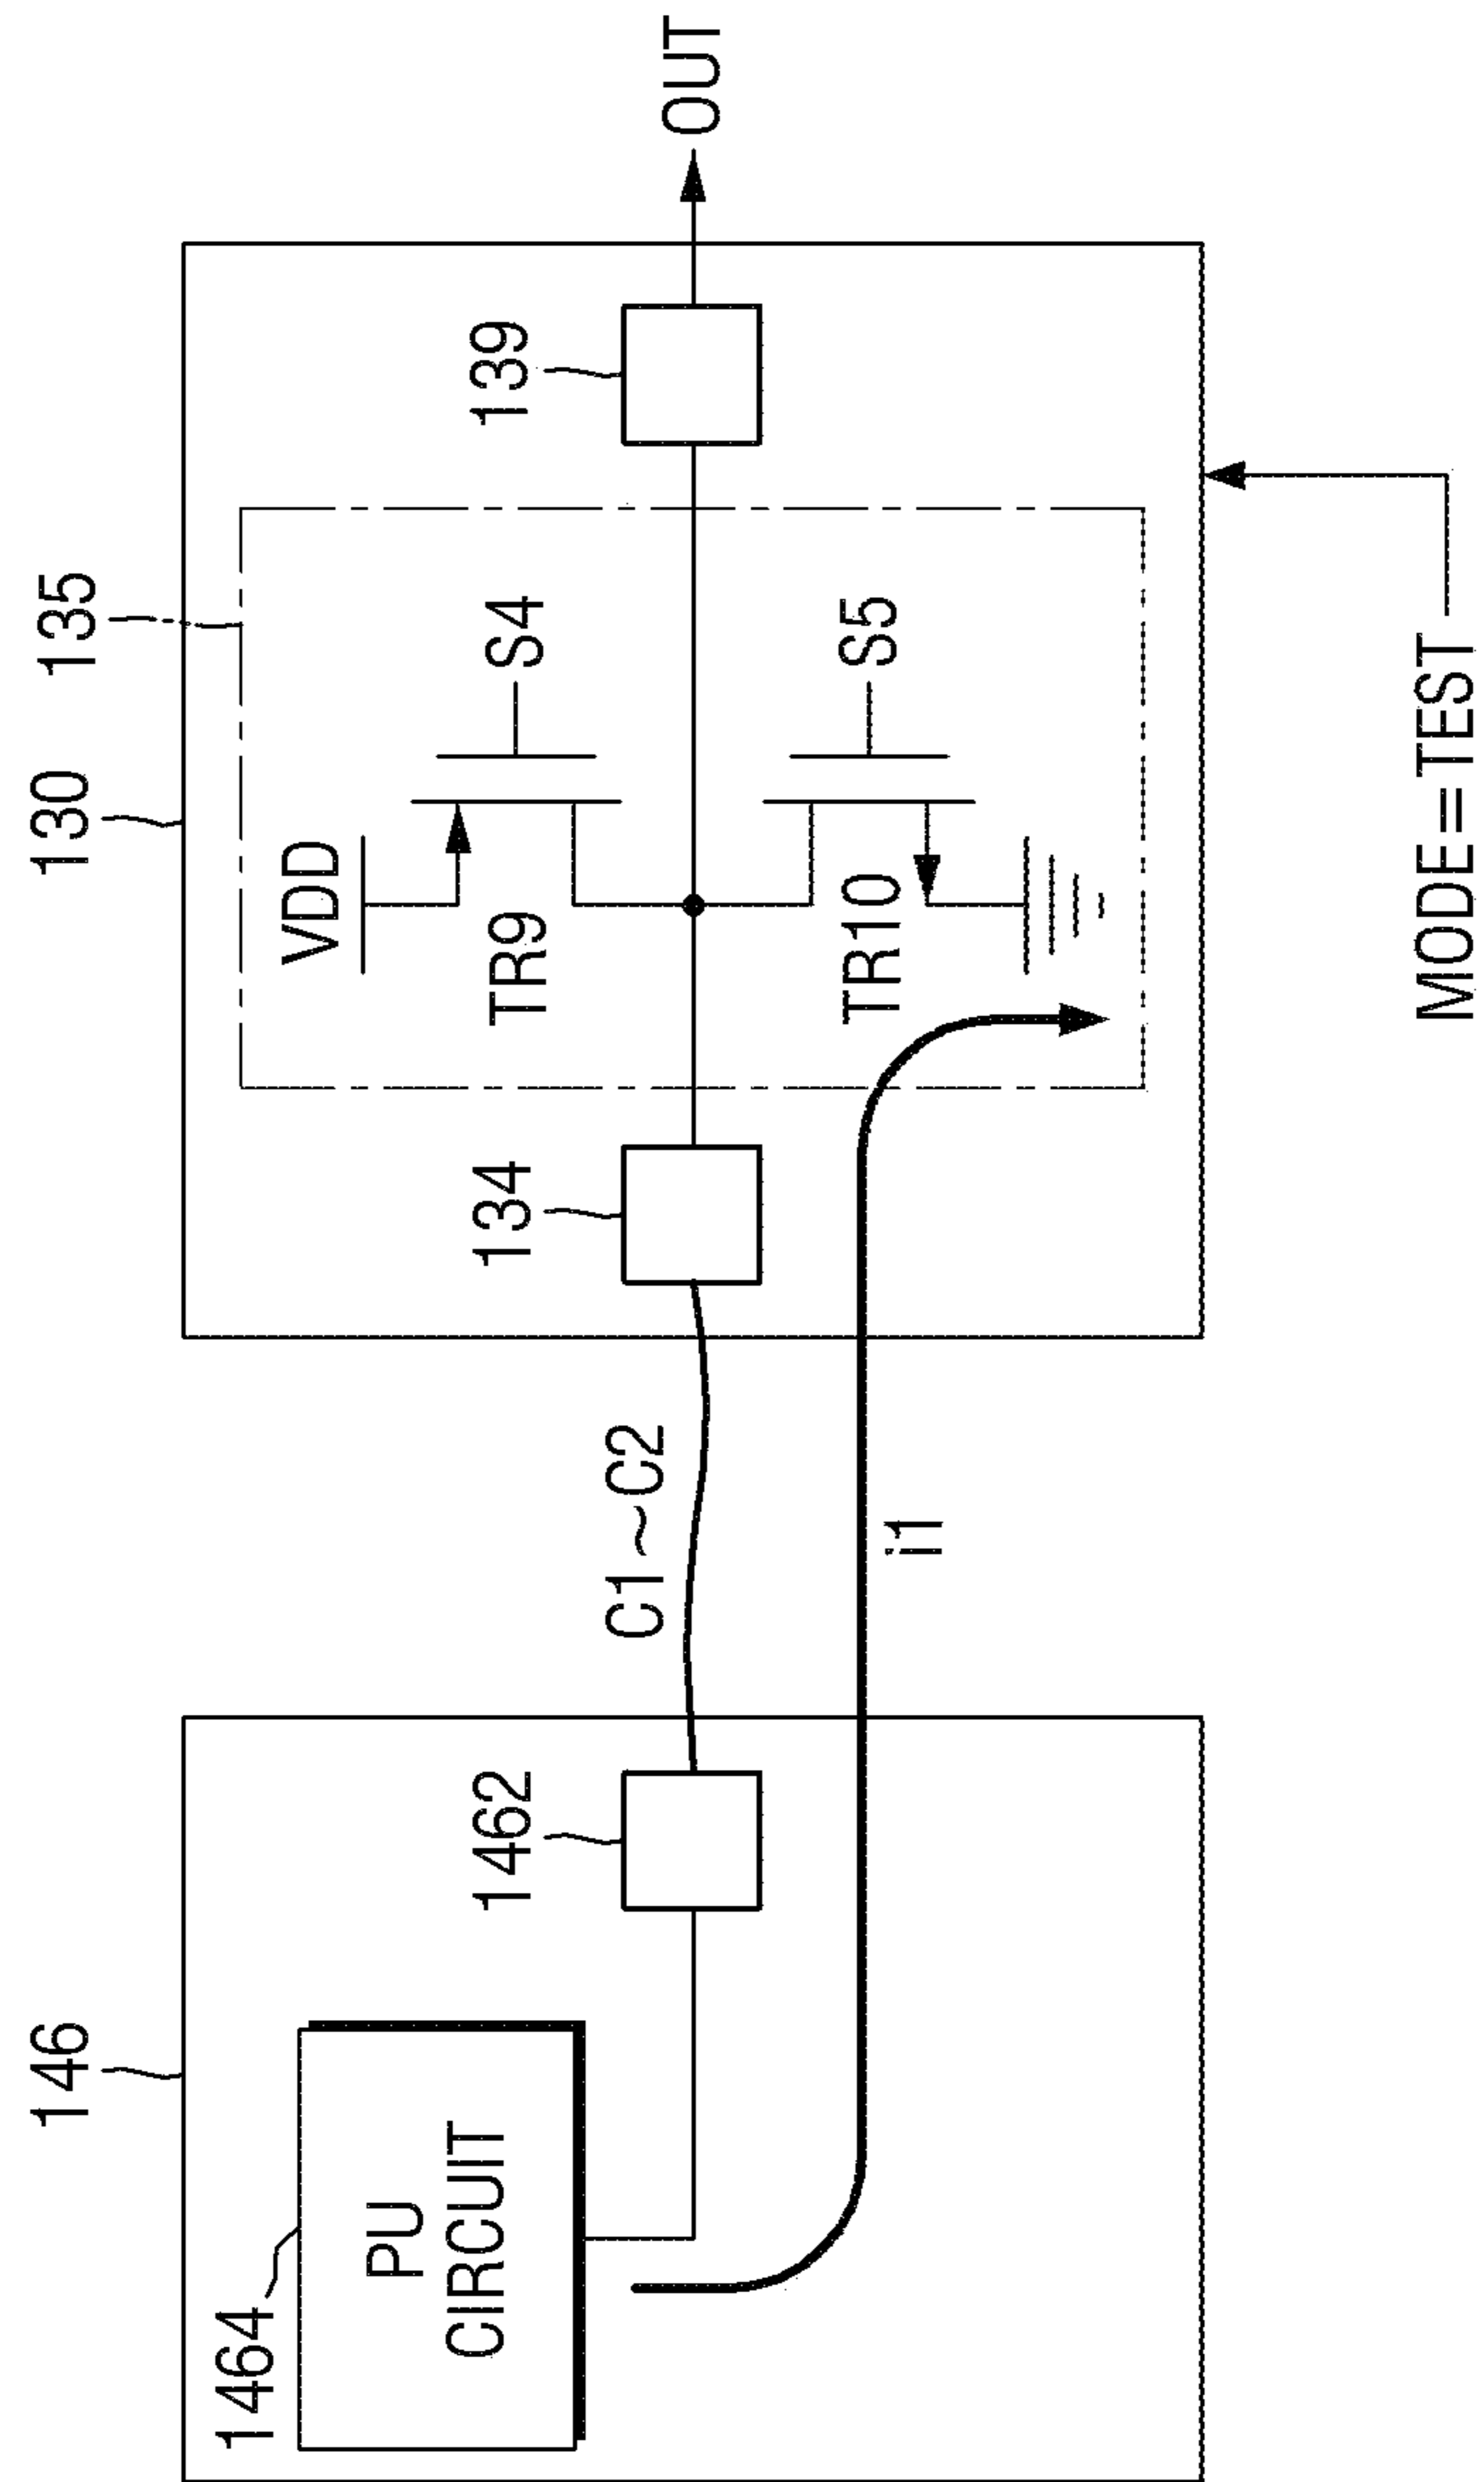 146
130
135
1464
PU
CIRCUIT
1462
C1~C2
134
VDD
TR9
S4
139
OUT
TR10
S5
i1
MODE=TEST